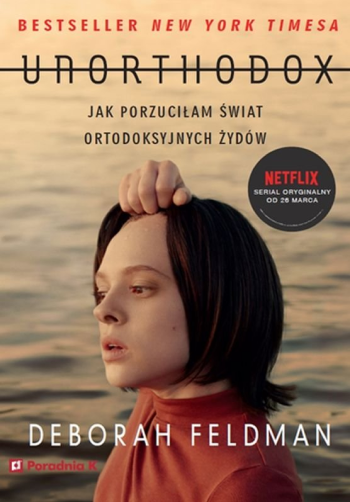 BESTSELLER NEW YORK TIMESA
UNORTHODOX
JAK PORZUCIŁAM ŚWIAT
ORTODOKSYJNYCH ŻYDÓW
NETFLIX
SERIAL ORYGINALNY
OD 26 MARCA
DEBORAH FELDMAN
Poradnia K